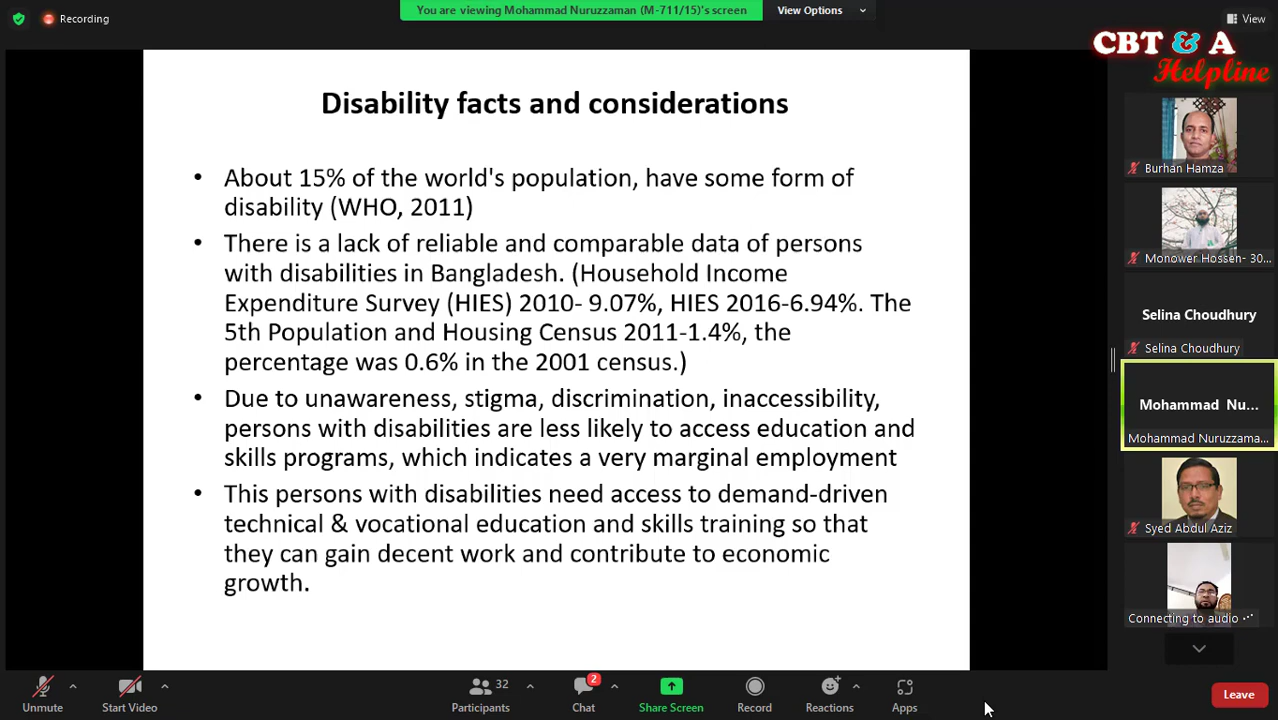 Recording
You are viewing Mohammad Nuruzzaman (M-711/15)'s screen
View Options
View
CBT & A
Helpline
Disability facts and considerations
• About 15% of the world's population, have some form of
disability (WHO, 2011)
• There is a lack of reliable and comparable data of persons
with disabilities in Bangladesh. (Household Income
Expenditure Survey (HIES) 2010- 9.07%, HIES 2016-6.94%. The
5th Population and Housing Census 2011-1.4%, the
percentage was 0.6% in the 2001 census.)
• Due to unawareness, stigma, discrimination, inaccessibility,
persons with disabilities are less likely to access education and
skills programs, which indicates a very marginal employment
• This persons with disabilities need access to demand-driven
technical & vocational education and skills training so that
they can gain decent work and contribute to economic
growth.
Burhan Hamza
Monower Hossen- 30...
Selina Choudhury
Selina Choudhury
Mohammad Nu...
Mohammad Nuruzzama...
Syed Abdul Aziz
Connecting to audio ···
Unmute
Start Video
32
Participants
2
Chat
Share Screen
Record
Reactions
Apps
Leave